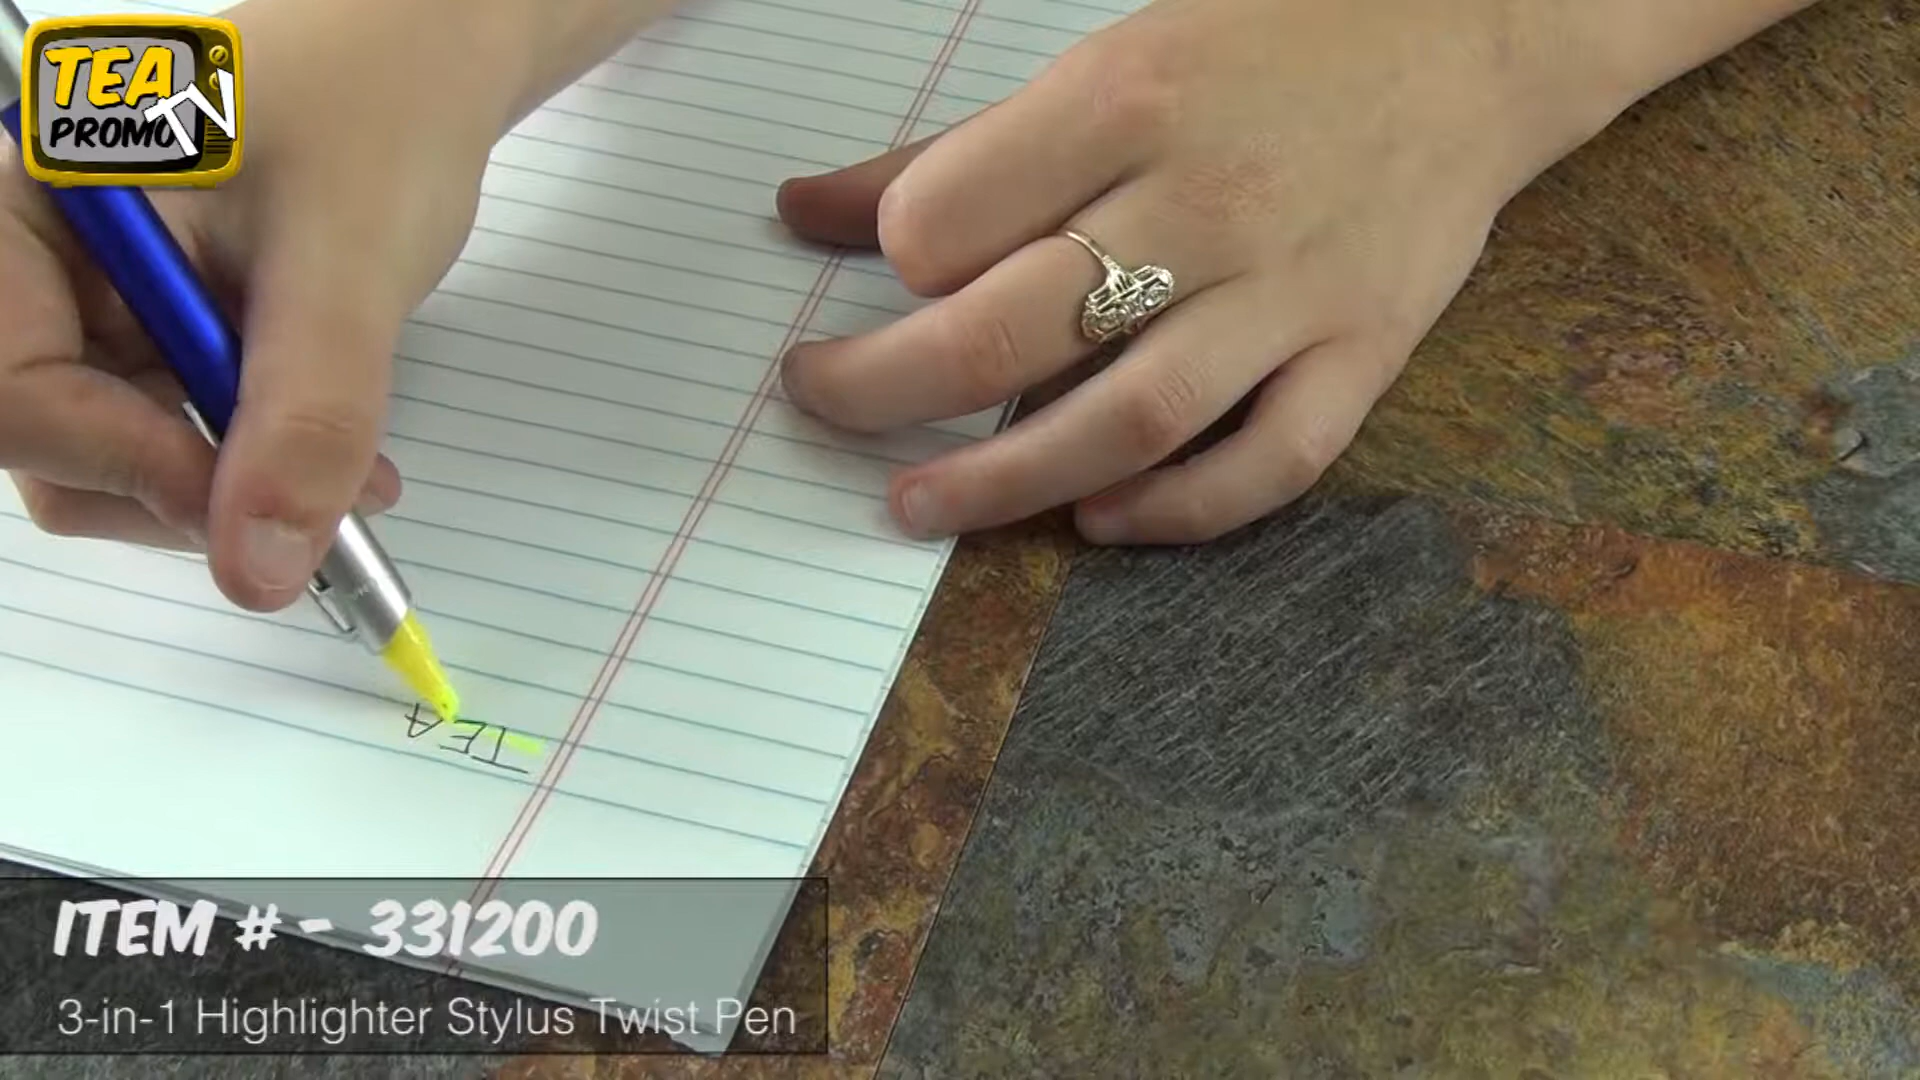 TEA
PROMO TV
TEA
ITEM # - 331200
3-in-1 Highlighter Stylus Twist Pen